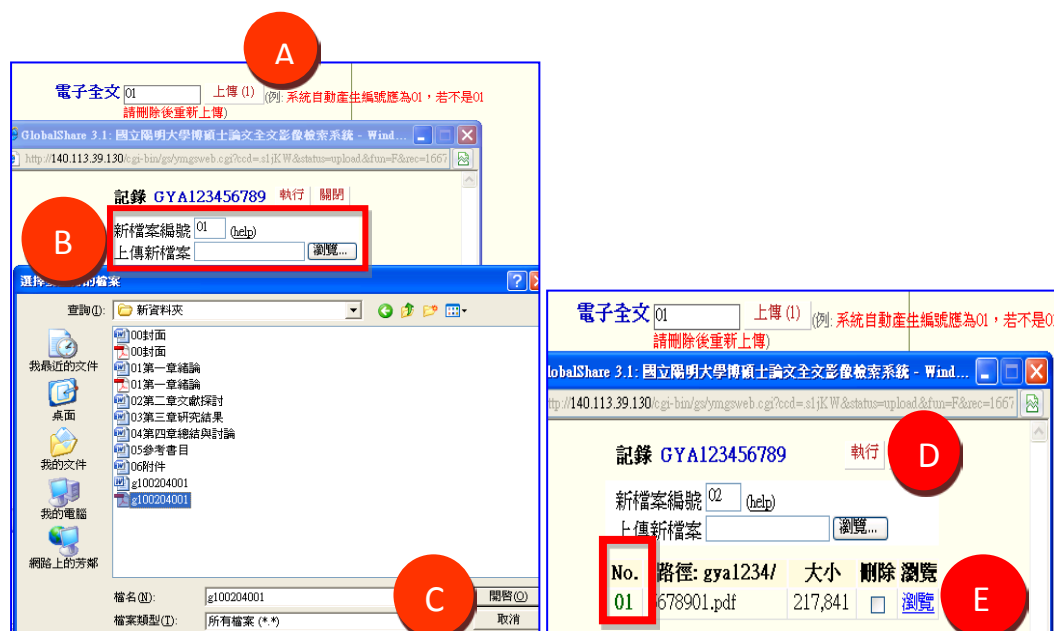 A
電子全文 01 上傳 (1) (例: 系統自動產生編號應為01，若不是01
請刪除後重新上傳)
GlobalShare 3.1: 國立陽明大學博碩士論文全文影像檢索系統 - Wind...
http://140.113.39.130/cgi-bin/gs/ymgsweb.cgi?ccd=.s1jKW&status=upload&fun=F&rec=1667
記錄 GYA123456789 執行 關閉
B
新檔案編號 01 (help)
上傳新檔案 瀏覽...
選擇 的檔案
查詢(I): 新資料夾
我最近的文件
桌面
我的文件
我的電腦
網路上的芳鄰
00封面
00封面
01第一章緒論
01第一章緒論
02第二章文獻探討
03第三章研究結果
04第四章總結與討論
05參考書目
06附件
g100204001
g100204001
檔名(N): g100204001 開啓(O)
檔案類型(T): 所有檔案 (*.*) 取消
C
電子全文 01 上傳 (1) (例: 系統自動產生編號應為01，若不是0
請刪除後重新上傳)
lobalShare 3.1: 國立陽明大學博碩士論文全文影像檢索系統 - Wind...
ttp://140.113.39.130/cgi-bin/gs/ymgsweb.cgi?ccd=.s1jKW&status=upload&fun=F&rec=1667
記錄 GYA123456789 執行
D
新檔案編號 02 (help)
上傳新檔案 瀏覽...
No. 路徑: gya1234/ 大小 刪除 瀏覽
01 5678901.pdf 217,841 瀏覽
E